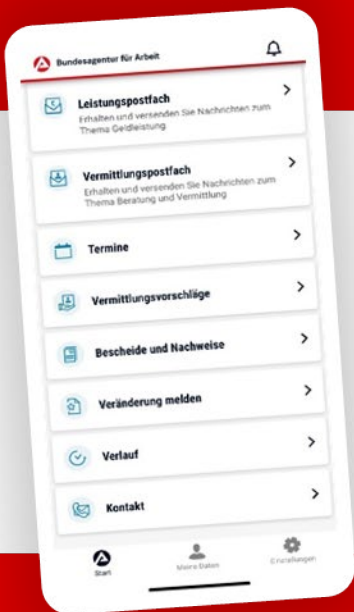 Bundesagentur für Arbeit
Leistungspostfach
Erhalten und versenden Sie Nachrichten zum
Thema Geldleistung
Vermittlungspostfach
Erhalten und versenden Sie Nachrichten zum
Thema Beratung und Vermittlung
Termine
Vermittlungsvorschläge
Bescheide und Nachweise
Veränderung melden
Verlauf
Kontakt
Start
Meine Daten
Einstellungen